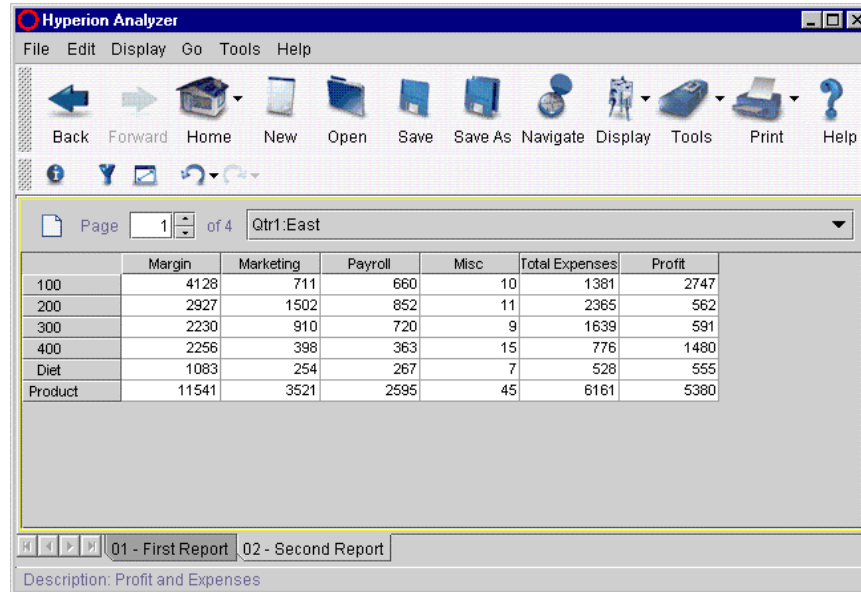 Hyperion Analyzer
File Edit Display Go Tools Help
Back Forward Home New Open Save Save As Navigate Display Tools Print Help
Page 1 of 4 Qtr1:East
Margin Marketing Payroll Misc Total Expenses Profit
100 4128 711 660 10 1381 2747
200 2927 1502 852 11 2365 562
300 2230 910 720 9 1639 591
400 2256 398 363 15 776 1480
Diet 1083 254 267 7 528 555
Product 11541 3521 2595 45 6161 5380
01 - First Report 02 - Second Report
Description: Profit and Expenses